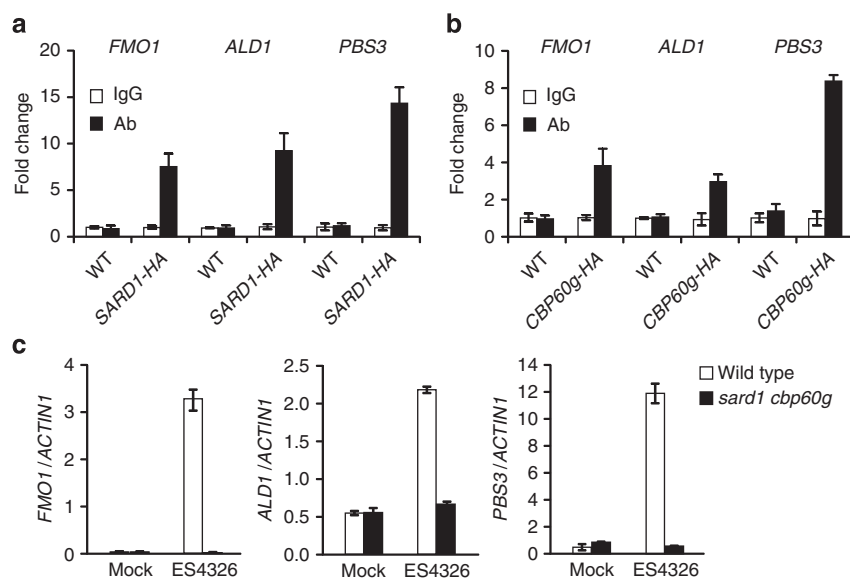 a
FMO1 ALD1 PBS3
20
15
10
5
0
Fold change
IgG
Ab
WT
SARD1-HA
WT
SARD1-HA
WT
SARD1-HA
b
FMO1 ALD1 PBS3
10
8
6
4
2
0
Fold change
IgG
Ab
WT
CBP60g-HA
WT
CBP60g-HA
WT
CBP60g-HA
c
4
3
2
1
0
FMO1/ACTIN1
Mock ES4326
2.5
2.0
1.5
1.0
0.5
0.0
ALD1/ACTIN1
Mock ES4326
14
12
10
8
6
4
2
0
PBS3/ACTIN1
Mock ES4326
Wild type
sard1 cbp60g